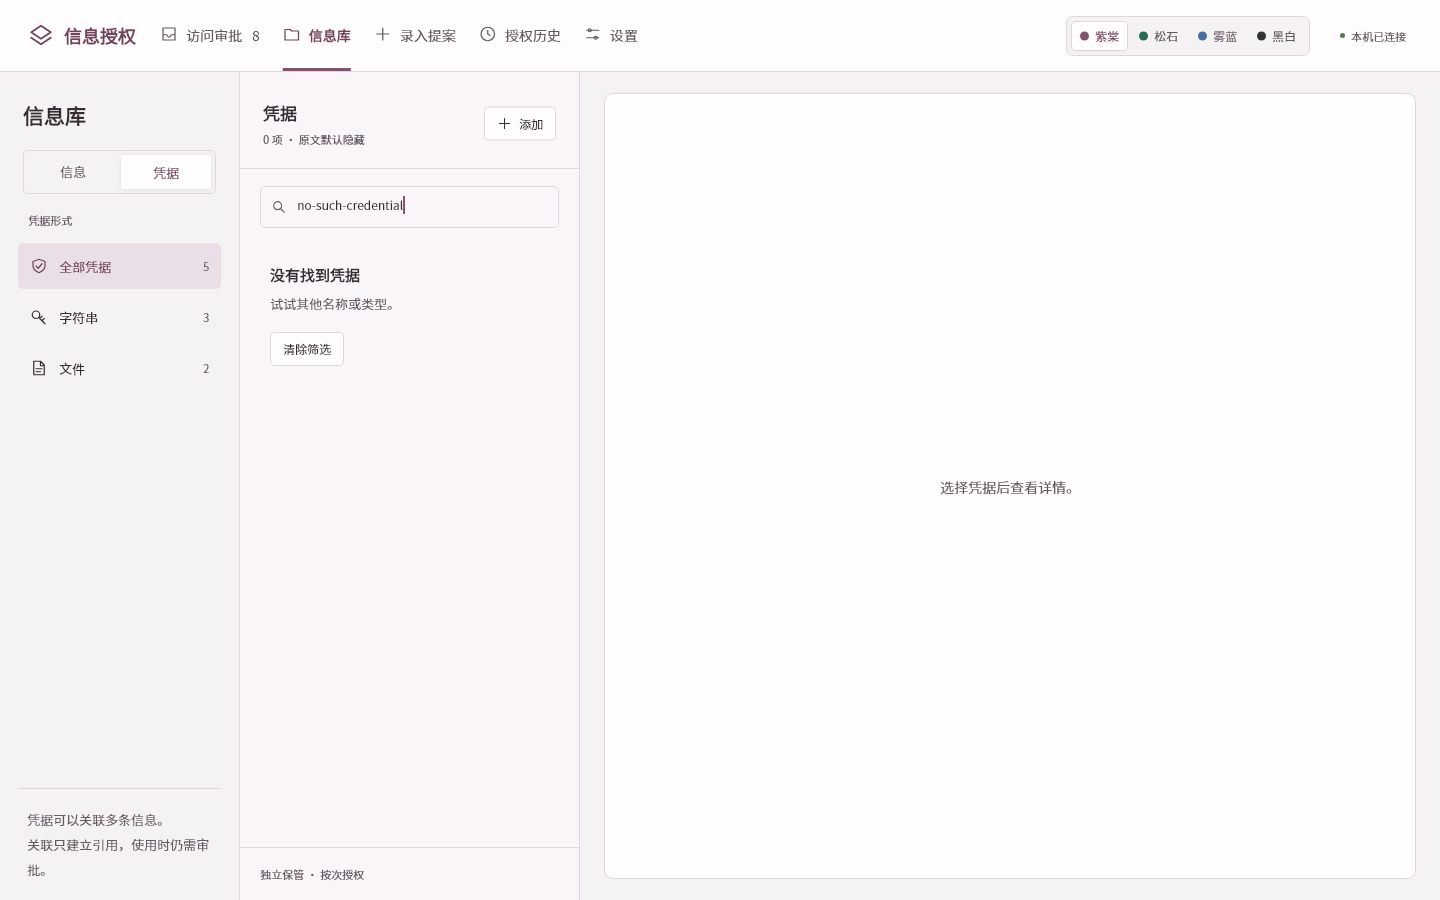 信息授权
访问审批 8
信息库
录入提案
授权历史
设置
紫棠
松石
雾蓝
黑白
本机已连接
信息库
信息
凭据
凭据形式
全部凭据 5
字符串 3
文件 2
凭据可以关联多条信息。
关联只建立引用，使用时仍需审
批。
凭据
0 项 · 原文默认隐藏
添加
no-such-credential
没有找到凭据
试试其他名称或类型。
清除筛选
独立保管 · 按次授权
选择凭据后查看详情。